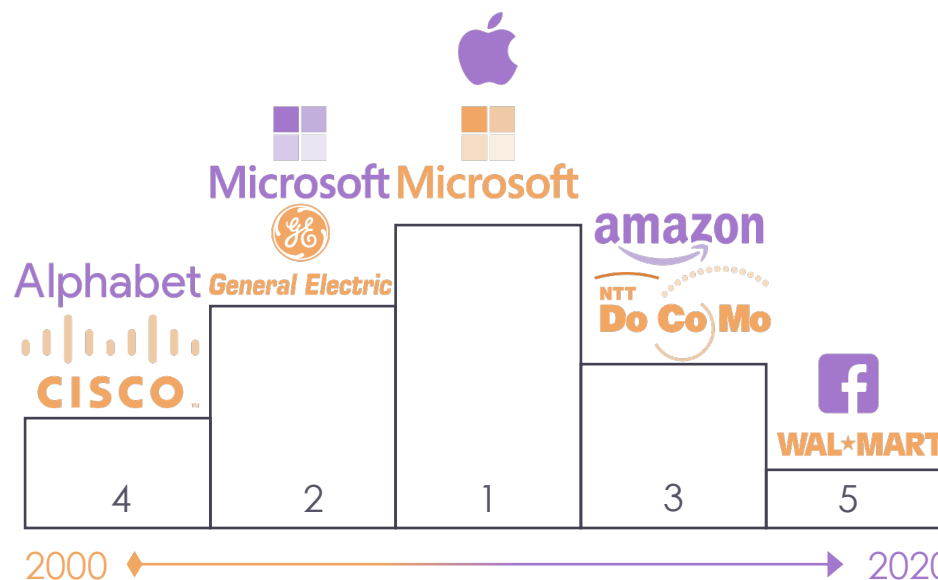 Microsoft
Microsoft
GE
General Electric
amazon
NTT
Do Co Mo
Alphabet
CISCO
f
WAL★MART
4
2
1
3
5
2000
2020